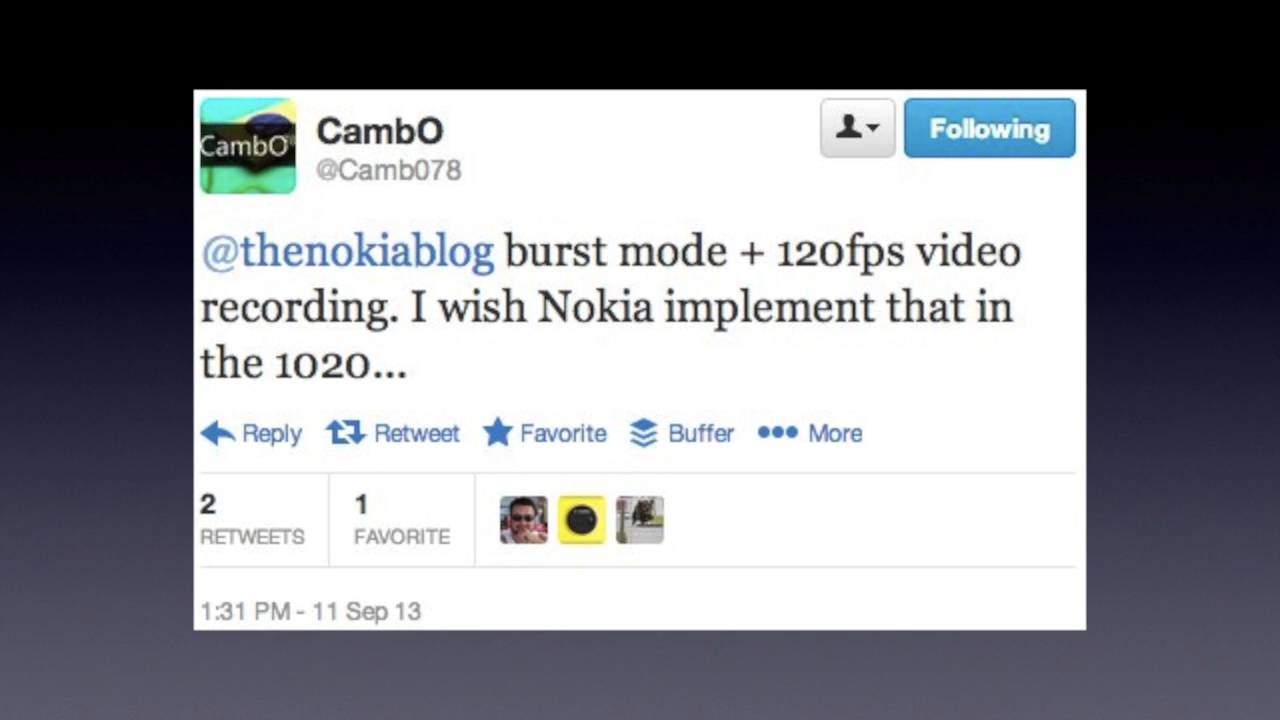 CambO
CambO
@Camb078
Following
@thenokiablog burst mode + 120fps video
recording. I wish Nokia implement that in
the 1020...
Reply Retweet Favorite Buffer More
2 RETWEETS
1 FAVORITE
1:31 PM - 11 Sep 13